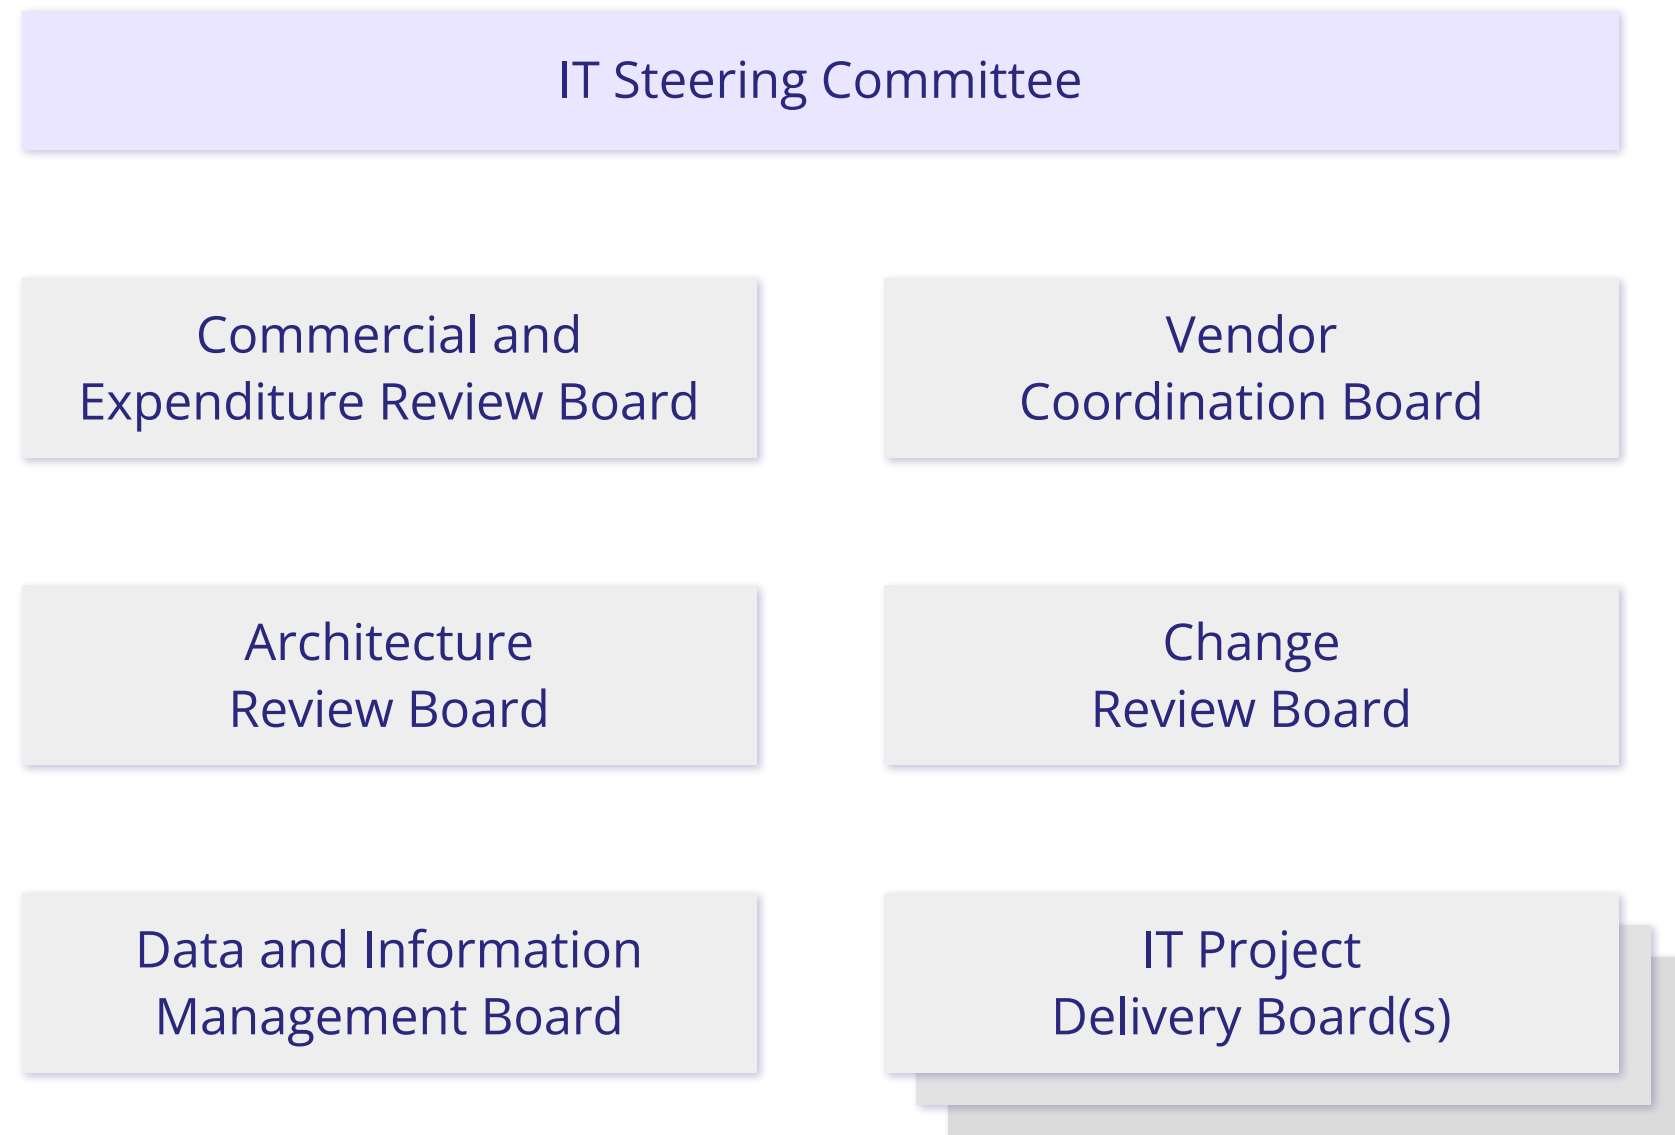 IT Steering Committee
Commercial and
Expenditure Review Board
Vendor
Coordination Board
Architecture
Review Board
Change
Review Board
Data and Information
Management Board
IT Project
Delivery Board(s)